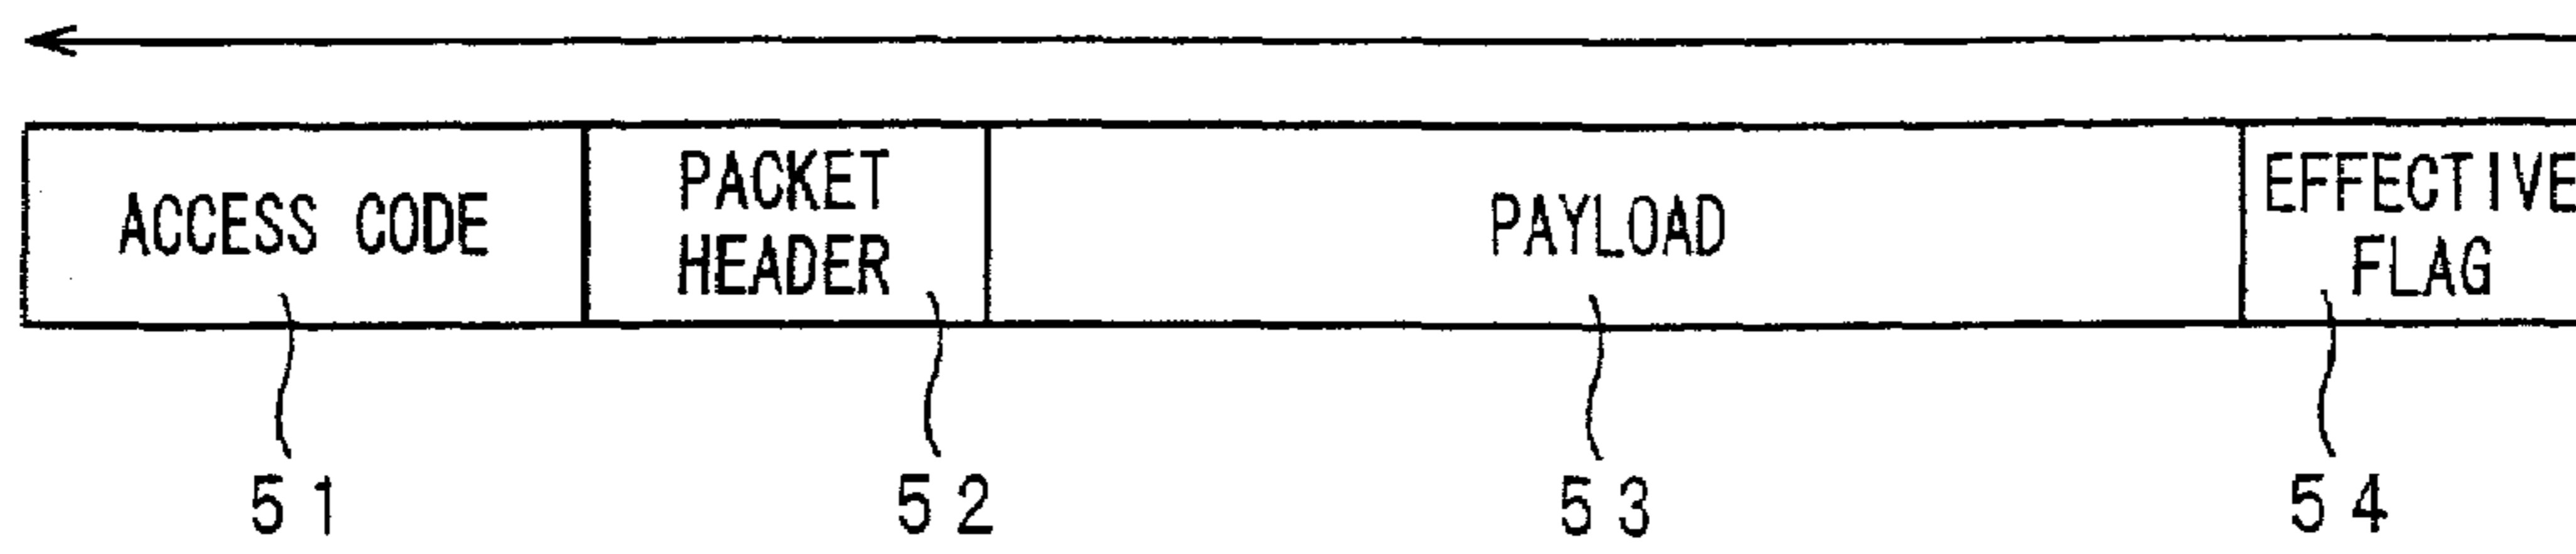 ACCESS CODE
PACKET
HEADER
PAYLOAD
EFFECTIVE
FLAG
51
52
53
54